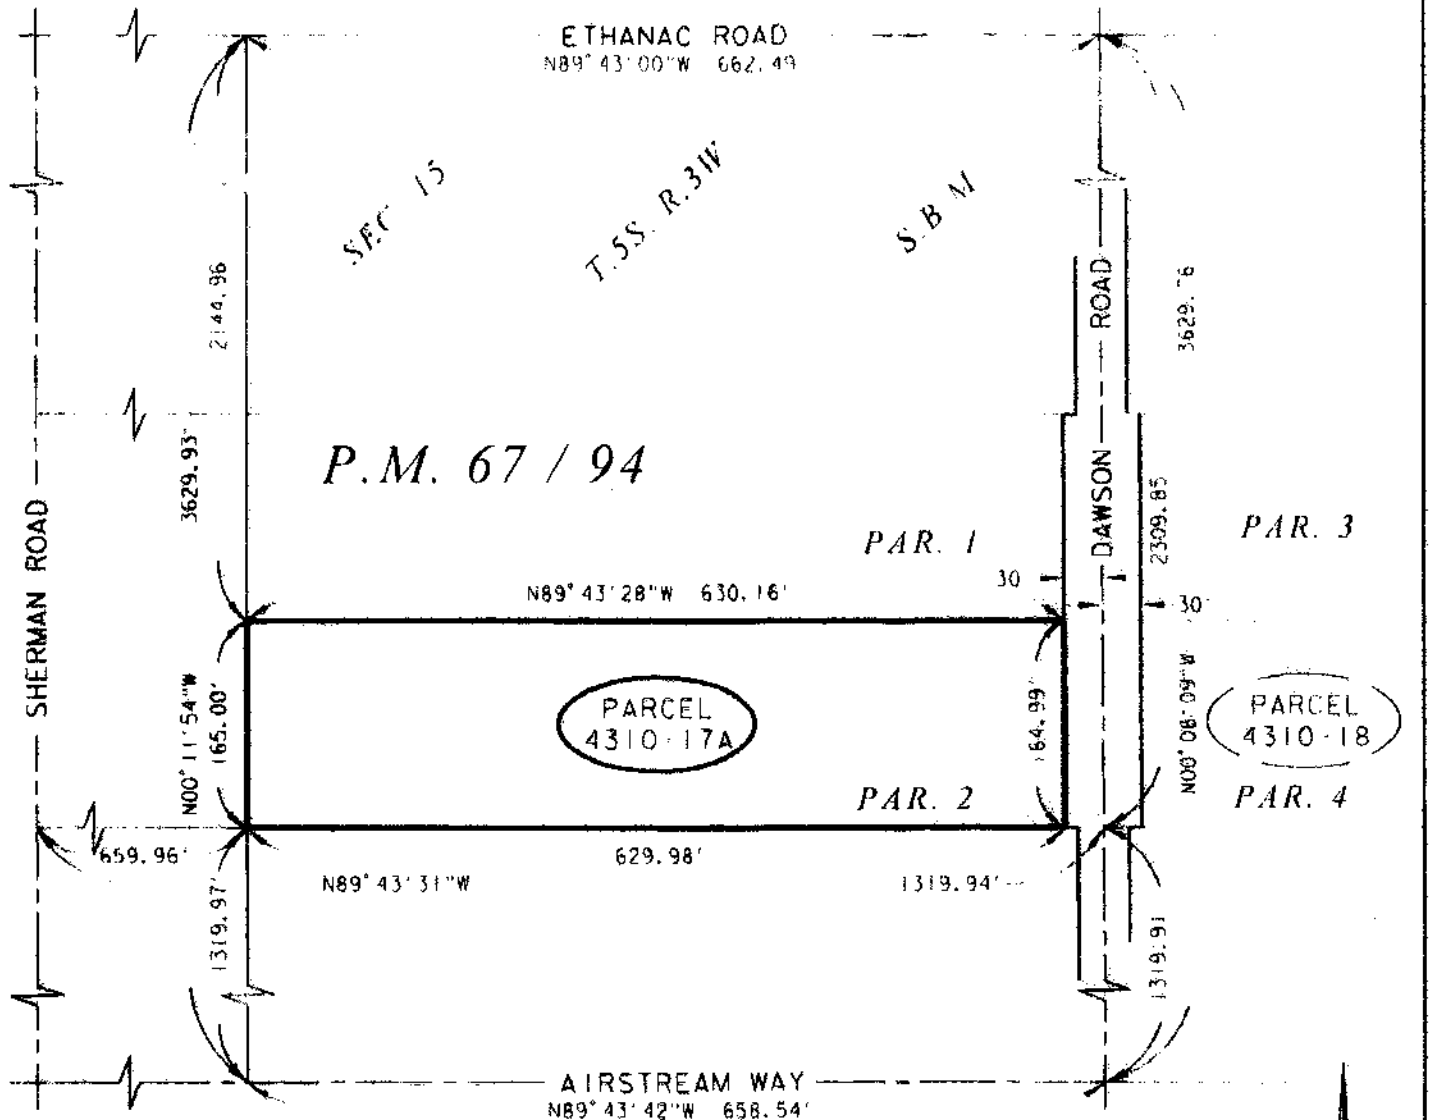 ETHANAC ROAD
N89°43'00"W 662.49
SEC 15
T.5S. R.3W
S.B M
2144.96
ROAD
3629.93'
P.M. 67 / 94
DAWSON
2309.85
PAR. 1
PAR. 3
30
30'
N89°43'28"W 630.16'
SHERMAN ROAD
N00°11'54"W
165.00'
PARCEL
4310-17A
164.99'
N00°08'09"W
PARCEL
4310-18
PAR. 2
PAR. 4
659.96'
629.98'
N89°43'31"W
1319.94'
1319.97'
1319.91
AIRSTREAM WAY
N89°43'42"W 658.54'